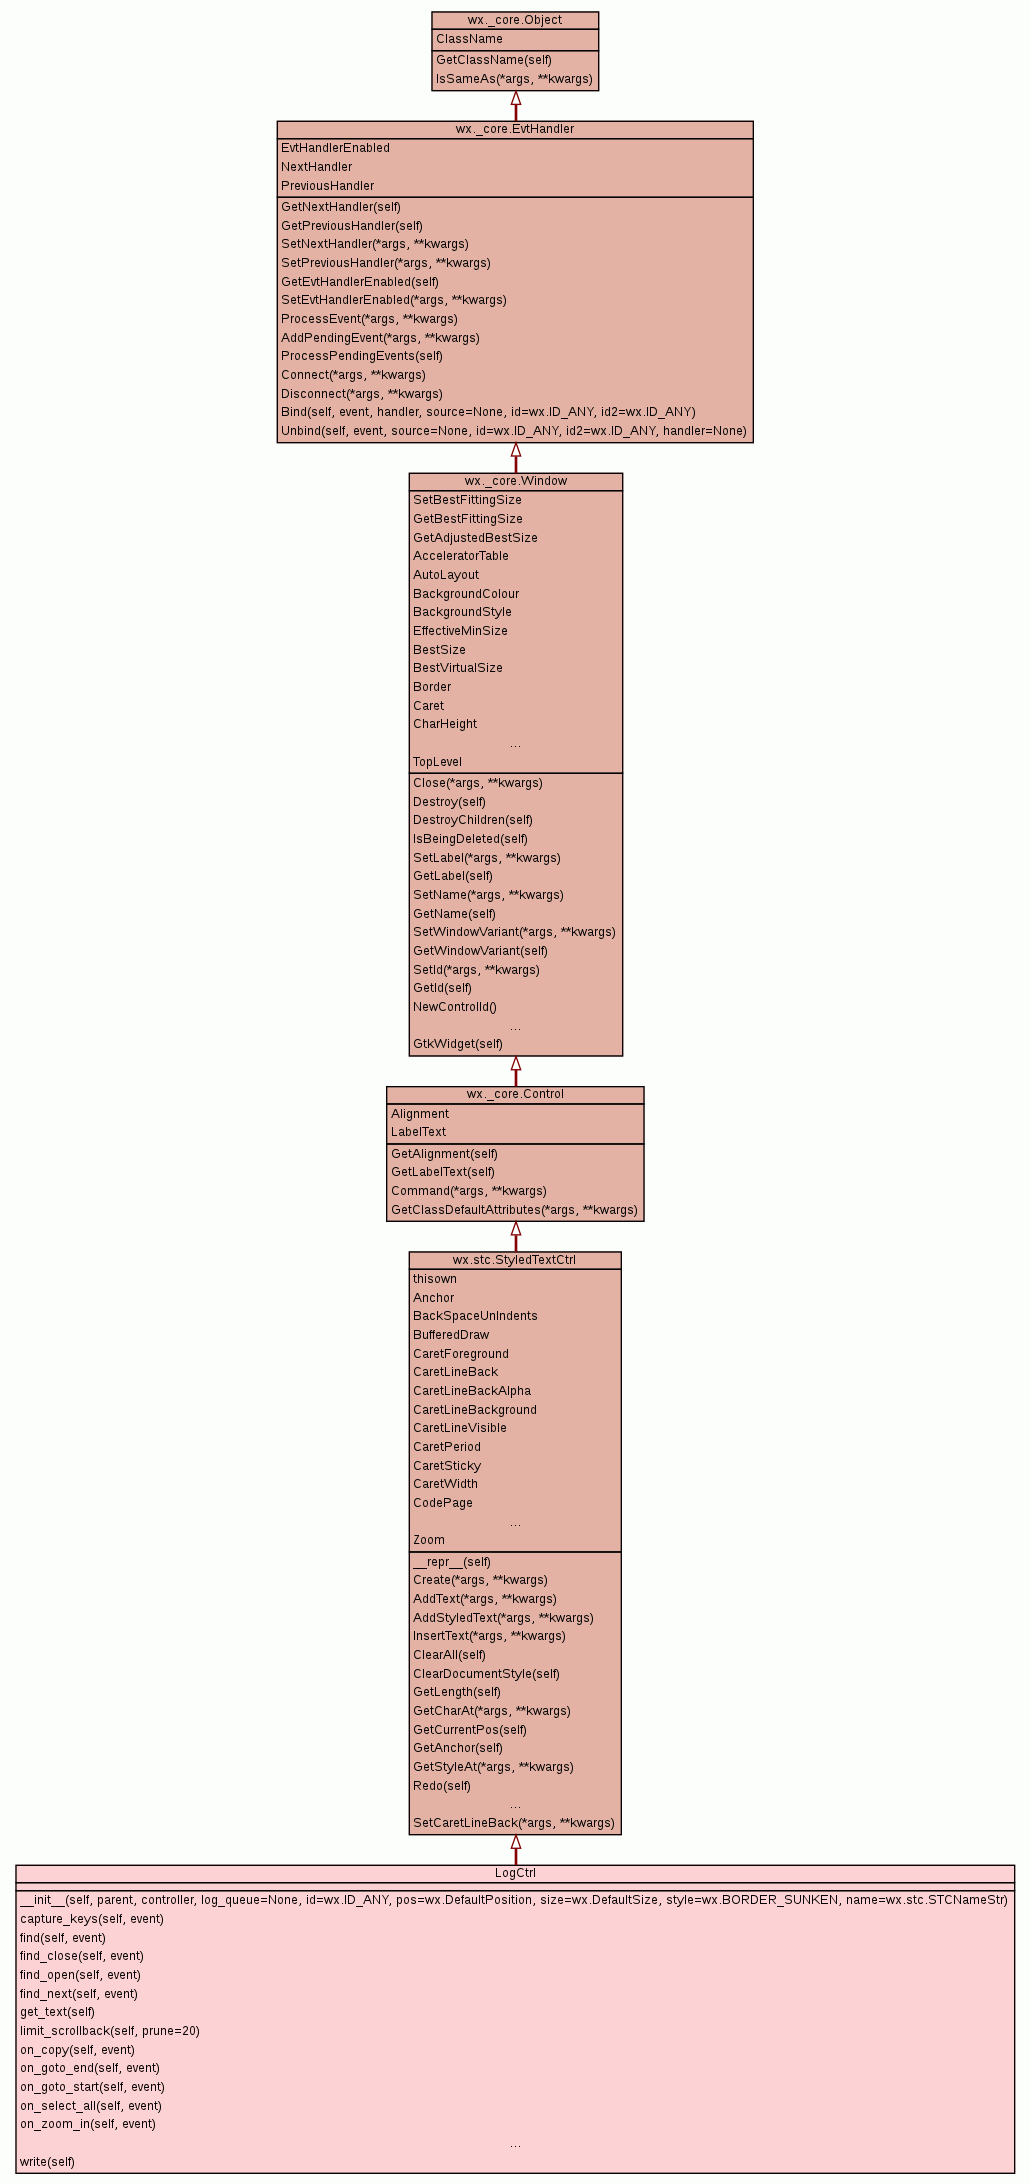 wx._core.Object
ClassName
GetClassName(self)
IsSameAs(*args, **kwargs)
wx._core.EvtHandler
EvtHandlerEnabled
NextHandler
PreviousHandler
GetNextHandler(self)
GetPreviousHandler(self)
SetNextHandler(*args, **kwargs)
SetPreviousHandler(*args, **kwargs)
GetEvtHandlerEnabled(self)
SetEvtHandlerEnabled(*args, **kwargs)
ProcessEvent(*args, **kwargs)
AddPendingEvent(*args, **kwargs)
ProcessPendingEvents(self)
Connect(*args, **kwargs)
Disconnect(*args, **kwargs)
Bind(self, event, handler, source=None, id=wx.ID_ANY, id2=wx.ID_ANY)
Unbind(self, event, source=None, id=wx.ID_ANY, id2=wx.ID_ANY, handler=None)
wx._core.Window
SetBestFittingSize
GetBestFittingSize
GetAdjustedBestSize
AcceleratorTable
AutoLayout
BackgroundColour
BackgroundStyle
EffectiveMinSize
BestSize
BestVirtualSize
Border
Caret
CharHeight
...
TopLevel
Close(*args, **kwargs)
Destroy(self)
DestroyChildren(self)
IsBeingDeleted(self)
SetLabel(*args, **kwargs)
GetLabel(self)
SetName(*args, **kwargs)
GetName(self)
SetWindowVariant(*args, **kwargs)
GetWindowVariant(self)
SetId(*args, **kwargs)
GetId(self)
NewControlId()
...
GtkWidget(self)
wx._core.Control
Alignment
LabelText
GetAlignment(self)
GetLabelText(self)
Command(*args, **kwargs)
GetClassDefaultAttributes(*args, **kwargs)
wx.stc.StyledTextCtrl
thisown
Anchor
BackSpaceUnIndents
BufferedDraw
CaretForeground
CaretLineBack
CaretLineBackAlpha
CaretLineBackground
CaretLineVisible
CaretPeriod
CaretSticky
CaretWidth
CodePage
...
Zoom
__repr__(self)
Create(*args, **kwargs)
AddText(*args, **kwargs)
AddStyledText(*args, **kwargs)
InsertText(*args, **kwargs)
ClearAll(self)
ClearDocumentStyle(self)
GetLength(self)
GetCharAt(*args, **kwargs)
GetCurrentPos(self)
GetAnchor(self)
GetStyleAt(*args, **kwargs)
Redo(self)
...
SetCaretLineBack(*args, **kwargs)
LogCtrl
__init__(self, parent, controller, log_queue=None, id=wx.ID_ANY, pos=wx.DefaultPosition, size=wx.DefaultSize, style=wx.BORDER_SUNKEN, name=wx.stc.STCNameStr)
capture_keys(self, event)
find(self, event)
find_close(self, event)
find_open(self, event)
find_next(self, event)
get_text(self)
limit_scrollback(self, prune=20)
on_copy(self, event)
on_goto_end(self, event)
on_goto_start(self, event)
on_select_all(self, event)
on_zoom_in(self, event)
...
write(self)